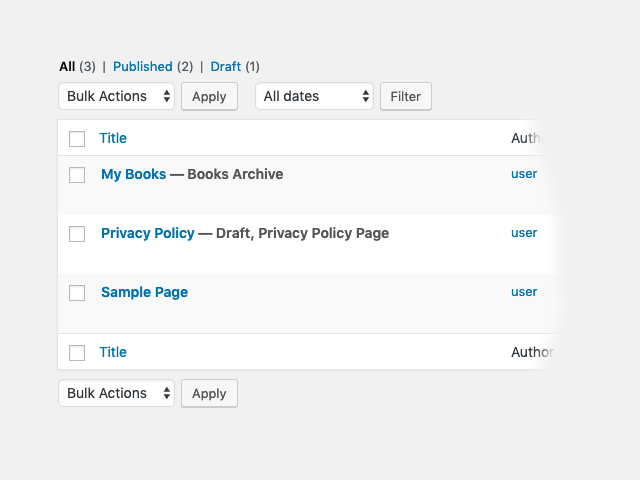 All (3) | Published (2) | Draft (1)
Bulk Actions Apply All dates Filter
Title Auth
My Books — Books Archive user
Privacy Policy — Draft, Privacy Policy Page user
Sample Page user
Title Author
Bulk Actions Apply